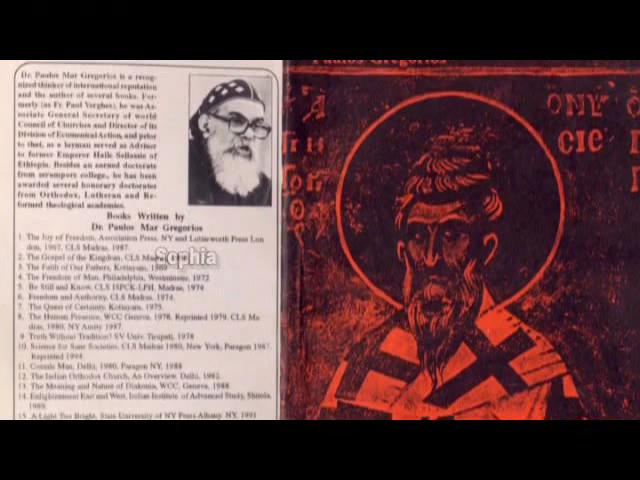 Dr. Paulos Mar Gregorios is a recog-
nized thinker of international reputation
and the author of several books. For-
merly (as Fr. Paul Verghes), he was As-
sociate General Secretary of world
Council of Churches and Director of its
Division of Ecumenical Action, and prior
to that, as a layman served as Advisor
to former Emperor Haile Sellassie of
Ethiopia. Besides an earned doctorate
from serampore college., he has been
awarded several honorary doctorates
from Orthodox, Lutheran and Re-
formed theological academies.
Books Written by
Dr. Paulos Mar Gregorios
1. The Joy of Freedom, Association Press, NY and Lutterworth Press Lon
don, 1967, CLS Madras, 1987.
2. The Gospel of the Kingdom, CLS Madras,
3. The Faith of Our Fathers, Kottayam, 1969
4. The Freedom of Man, Philadelphia, Westminster, 1972
5. Be Still and Know, CLS ISPCK-LPH, Madras, 1974
6. Freedom and Authority, CLS Madras, 1974.
7. The Quest of Certainty, Kottayam, 1975.
8. The Human Presence, WCC Geneva, 1978, Reprinted 1979. CLS Ma
dras, 1980, NY Amity 1987.
9 Truth Without Tradition? SV Univ. Tirupati, 1978
10. Science for Sane Societies, CLS Madras 1980, New York, Paragon 1987.
Reprinted 1994.
11. Cosmic Man, Delhi, 1980, Paragon NY, 1988
12. The Indian Orthodox Church, An Overview, Delhi, 1982.
13. The Meaning and Nature of Diakonia, WCC, Geneva, 1988
14. Enlightenment East and West, Indian Institute of Advanced Study, Shimla,
1989.
15. A Light Too Bright, State University of NY Press Albany, NY, 1991
Sophia
Paulos Gregorios
ΟΝΥ
CΙΕ